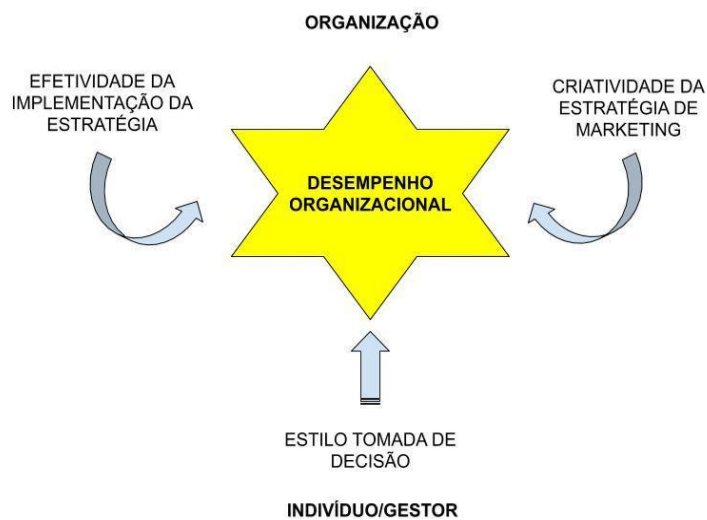 ORGANIZAÇÃO
EFETIVIDADE DA
IMPLEMENTAÇÃO DA
ESTRATÉGIA
CRIATIVIDADE DA
ESTRATÉGIA DE
MARKETING
DESEMPENHO
ORGANIZACIONAL
ESTILO TOMADA DE
DECISÃO
INDIVÍDUO/GESTOR